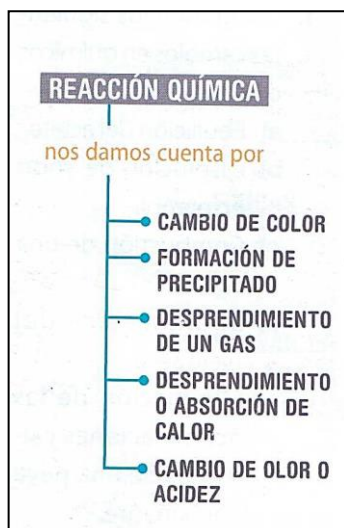 REACCIÓN QUÍMICA
nos damos cuenta por
CAMBIO DE COLOR
FORMACIÓN DE
PRECIPITADO
DESPRENDIMIENTO
DE UN GAS
DESPRENDIMIENTO
O ABSORCIÓN DE
CALOR
CAMBIO DE OLOR O
ACIDEZ